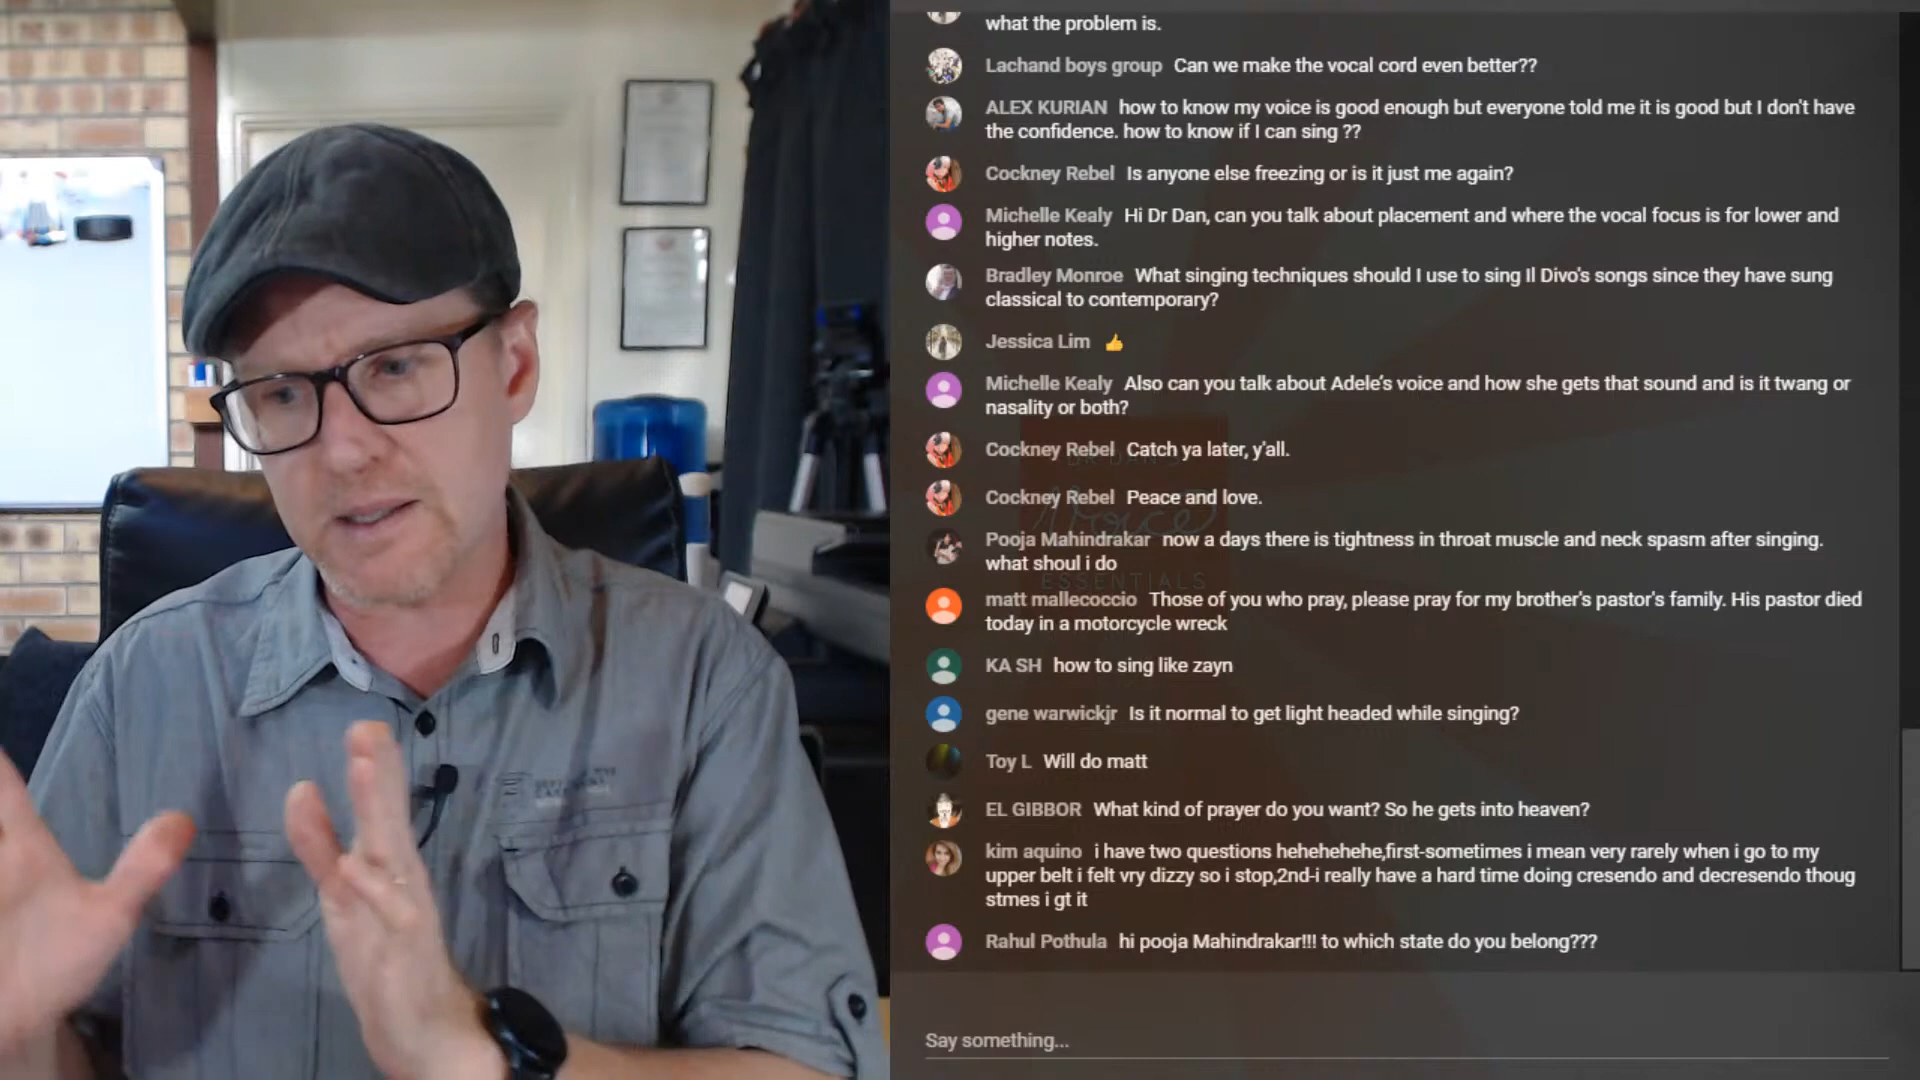 what the problem is.
Lachand boys group Can we make the vocal cord even better??
ALEX KURIAN how to know my voice is good enough but everyone told me it is good but I don't have
the confidence. how to know if I can sing ??
Cockney Rebel Is anyone else freezing or is it just me again?
Michelle Kealy Hi Dr Dan, can you talk about placement and where the vocal focus is for lower and
higher notes.
Bradley Monroe What singing techniques should I use to sing Il Divo's songs since they have sung
classical to contemporary?
Jessica Lim 👍
Michelle Kealy Also can you talk about Adele's voice and how she gets that sound and is it twang or
nasality or both?
Cockney Rebel Catch ya later, y'all.
DR DAN'S
Cockney Rebel Peace and love.
Voice
Pooja Mahindrakar now a days there is tightness in throat muscle and neck spasm after singing.
what shoul i do
ESSENTIALS
matt mallecoccio Those of you who pray, please pray for my brother's pastor's family. His pastor died
today in a motorcycle wreck
KA SH how to sing like zayn
gene warwickjr Is it normal to get light headed while singing?
Toy L Will do matt
EL GIBBOR What kind of prayer do you want? So he gets into heaven?
kim aquino i have two questions hehehehehe,first-sometimes i mean very rarely when i go to my
upper belt i felt vry dizzy so i stop,2nd-i really have a hard time doing cresendo and decresendo thoug
stmes i gt it
Rahul Pothula hi pooja Mahindrakar!!! to which state do you belong???
Say something...